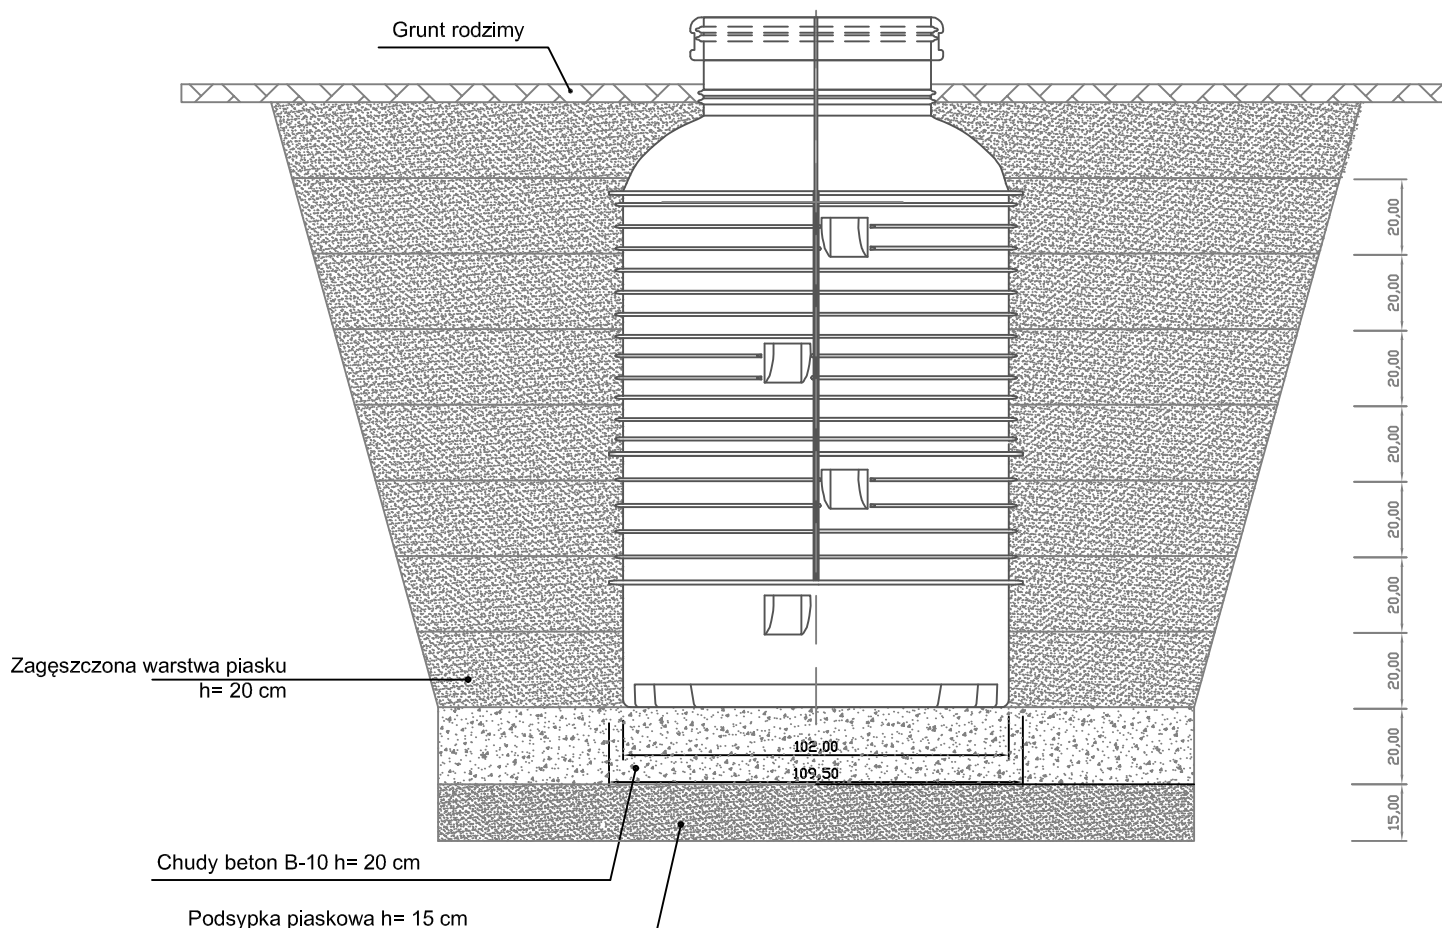 Grunt rodzimy
20,00
20,00
20,00
20,00
20,00
20,00
20,00
20,00
15,00
Zagęszczona warstwa piasku
h= 20 cm
102,00
109,50
Chudy beton B-10 h= 20 cm
Podsypka piaskowa h= 15 cm